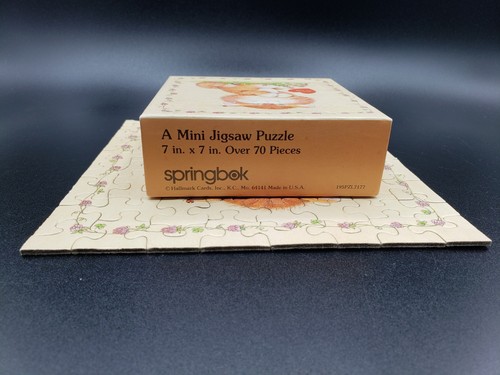 A Mini Jigsaw Puzzle
7 in. x 7 in. Over 70 Pieces
springbok
© Hallmark Cards, Inc., K.C., Mo. 64141 Made in U.S.A.